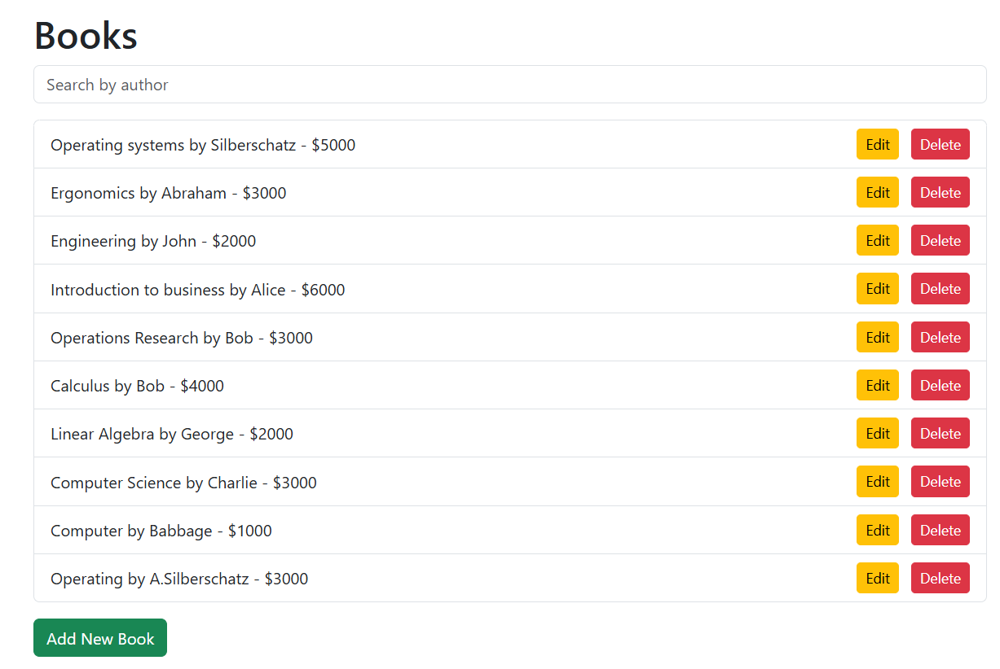 Books
Search by author
Operating systems by Silberschatz - $5000 Edit Delete
Ergonomics by Abraham - $3000 Edit Delete
Engineering by John - $2000 Edit Delete
Introduction to business by Alice - $6000 Edit Delete
Operations Research by Bob - $3000 Edit Delete
Calculus by Bob - $4000 Edit Delete
Linear Algebra by George - $2000 Edit Delete
Computer Science by Charlie - $3000 Edit Delete
Computer by Babbage - $1000 Edit Delete
Operating by A.Silberschatz - $3000 Edit Delete
Add New Book